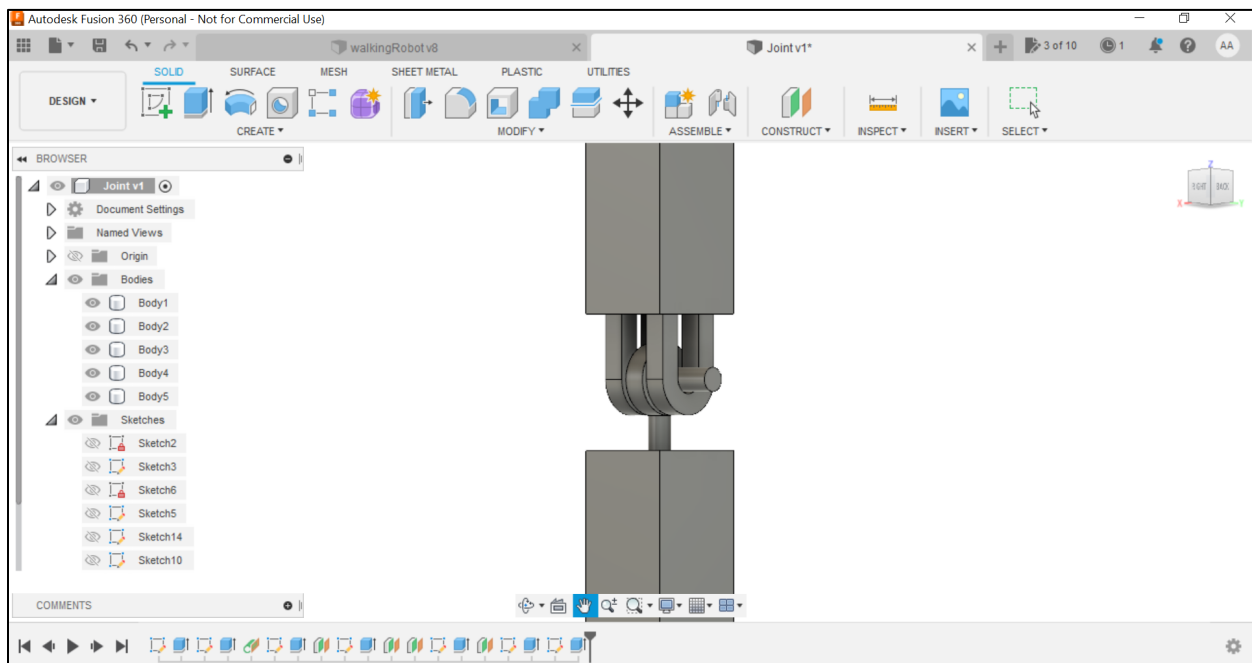 Autodesk Fusion 360 (Personal - Not for Commercial Use)
walkingRobot v8
Joint v1*
3 of 10
1
AA
DESIGN
SOLID SURFACE MESH SHEET METAL PLASTIC UTILITIES
CREATE MODIFY ASSEMBLE CONSTRUCT INSPECT INSERT SELECT
BROWSER
Joint v1
Document Settings
Named Views
Origin
Bodies
Body1
Body2
Body3
Body4
Body5
Sketches
Sketch2
Sketch3
Sketch6
Sketch5
Sketch14
Sketch10
Z
RIGHT BACK
X Y
COMMENTS